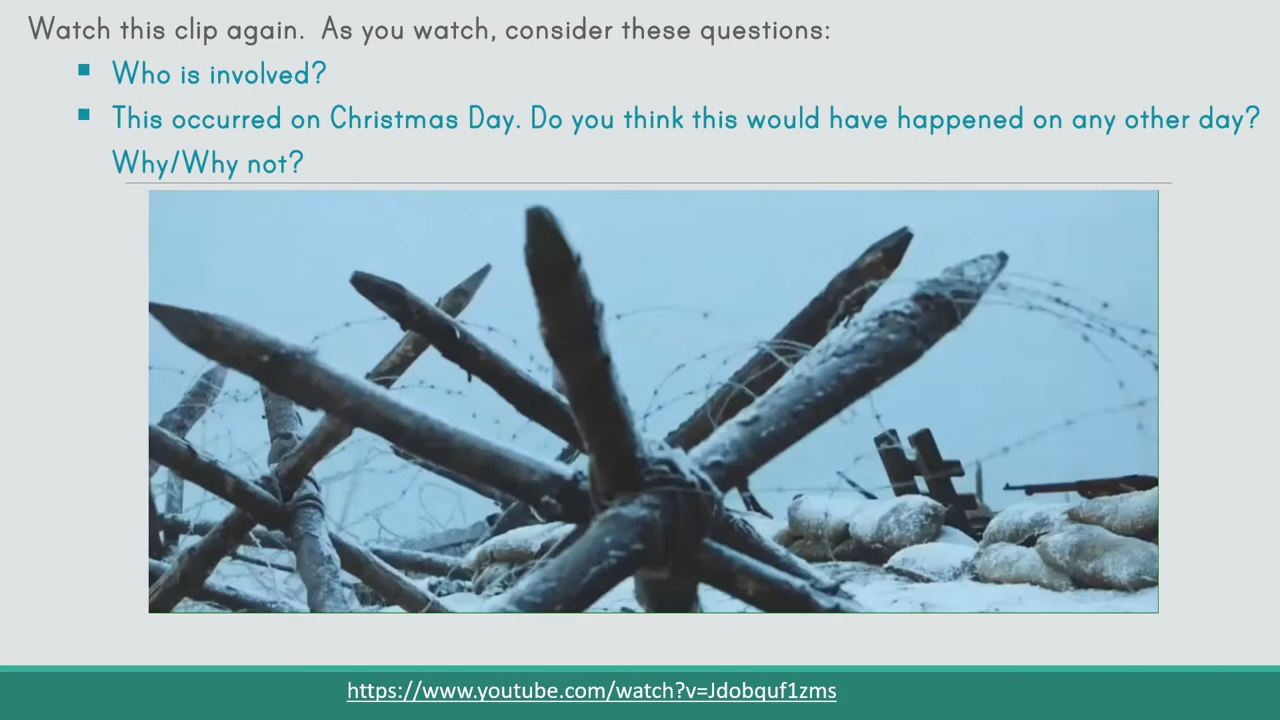 Watch this clip again.  As you watch, consider these questions:
Who is involved?
This occurred on Christmas Day. Do you think this would have happened on any other day?
Why/Why not?
https://www.youtube.com/watch?v=Jdobquf1zms